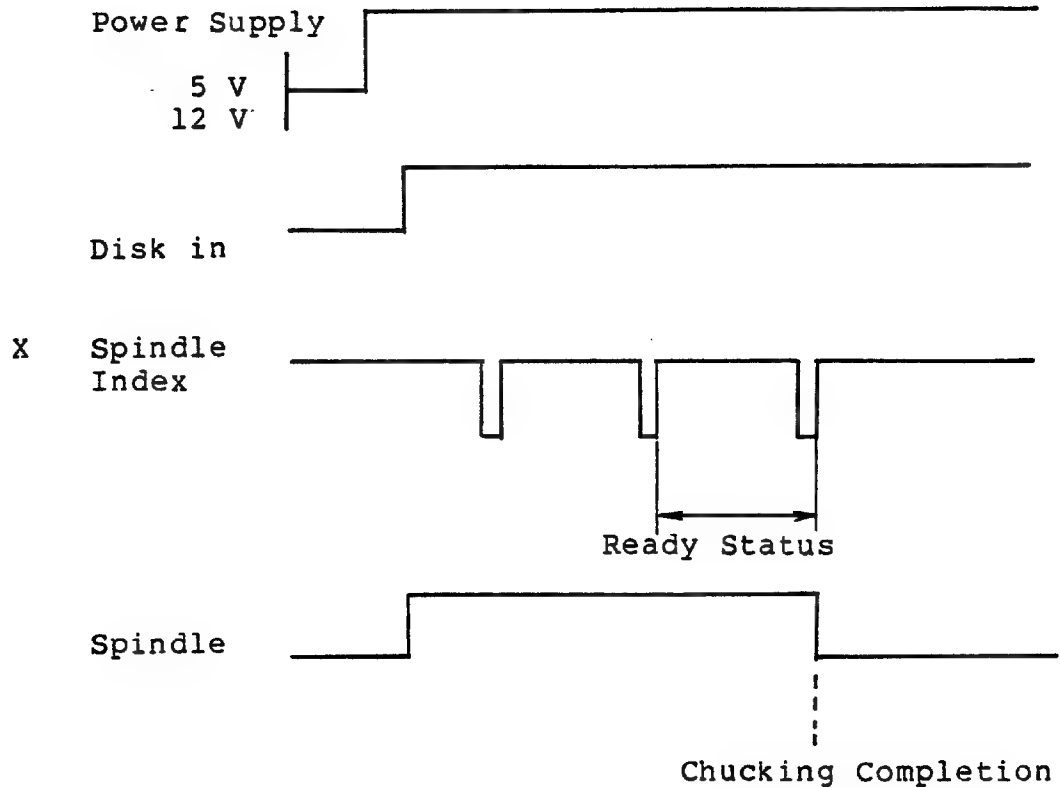 Power Supply
5 V
12 V
Disk in
X Spindle
Index
Ready Status
Spindle
Chucking Completion